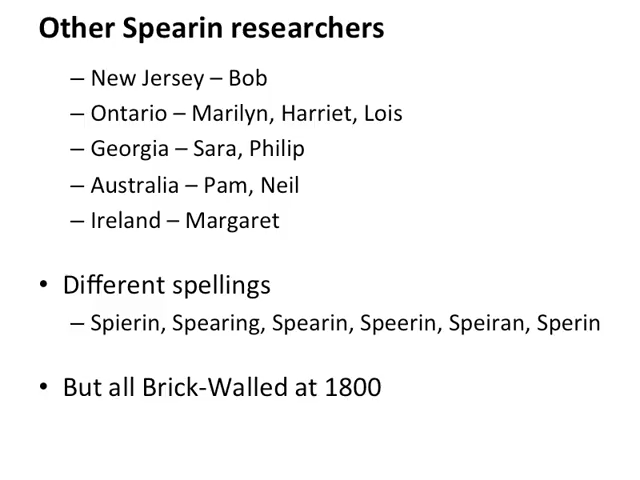 Other Spearin researchers
– New Jersey – Bob
– Ontario – Marilyn, Harriet, Lois
– Georgia – Sara, Philip
– Australia – Pam, Neil
– Ireland – Margaret
• Different spellings
– Spierin, Spearing, Spearin, Speerin, Speiran, Sperin
• But all Brick-Walled at 1800